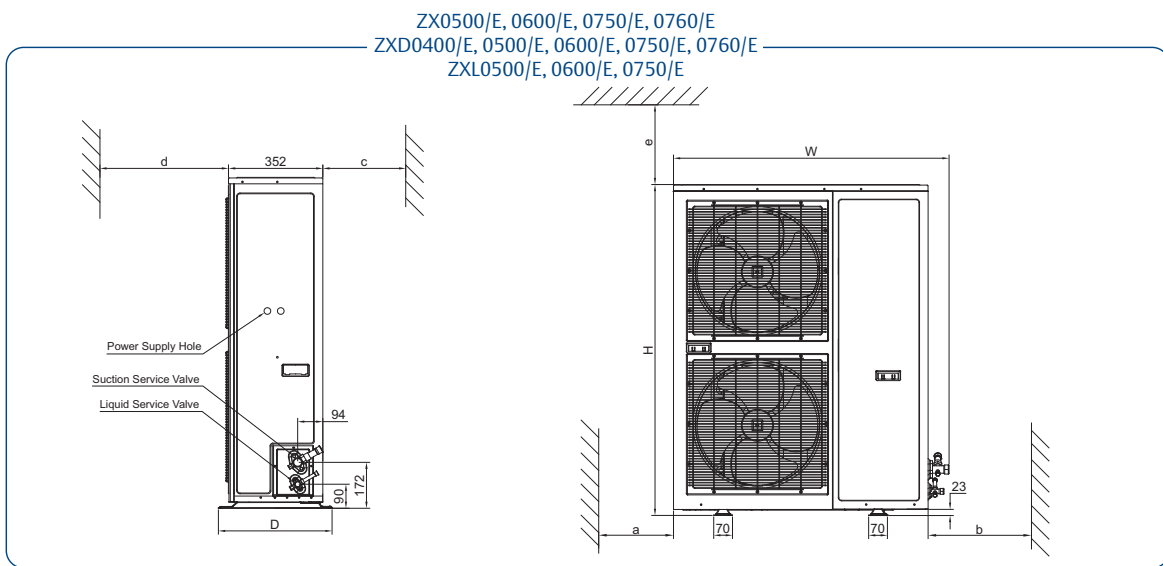 ZX0500/E, 0600/E, 0750/E, 0760/E
ZXD0400/E, 0500/E, 0600/E, 0750/E, 0760/E
ZXL0500/E, 0600/E, 0750/E
d
352
c
Power Supply Hole
Suction Service Valve
Liquid Service Valve
94
172
90
D
e
W
H
23
a
70
70
b